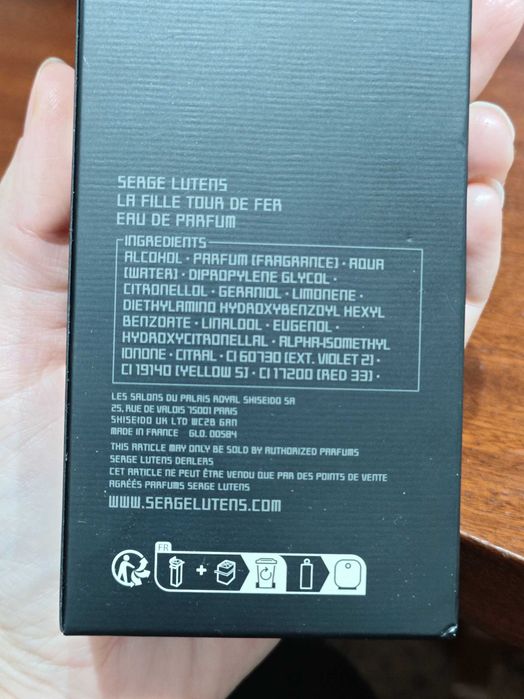 SERGE LUTENS
LA FILLE TOUR DE FER
EAU DE PARFUM
INGREDIENTS
ALCOHOL · PARFUM (FRAGRANCE) · AQUA
(WATER) · DIPROPYLENE GLYCOL ·
CITRONELLOL · GERANIOL · LIMONENE ·
DIETHYLAMINO HYDROXYBENZOYL HEXYL
BENZOATE · LINALOOL · EUGENOL ·
HYDROXYCITRONELLAL · ALPHA-ISOMETHYL
IONONE · CITRAL · CI 60730 (EXT. VIOLET 2) ·
CI 19140 (YELLOW 5) · CI 17200 (RED 33) ·
LES SALONS DU PALAIS ROYAL SHISEIDO SA
25, RUE DE VALOIS 75001 PARIS
SHISEIDO UK LTD WC2B 6AN
MADE IN FRANCE GLO. 00584
THIS ARTICLE MAY ONLY BE SOLD BY AUTHORIZED PARFUMS
SERGE LUTENS DEALERS
CET ARTICLE NE PEUT ÊTRE VENDU QUE PAR DES POINTS DE VENTE
AGRÉÉS PARFUMS SERGE LUTENS
WWW.SERGELUTENS.COM
FR